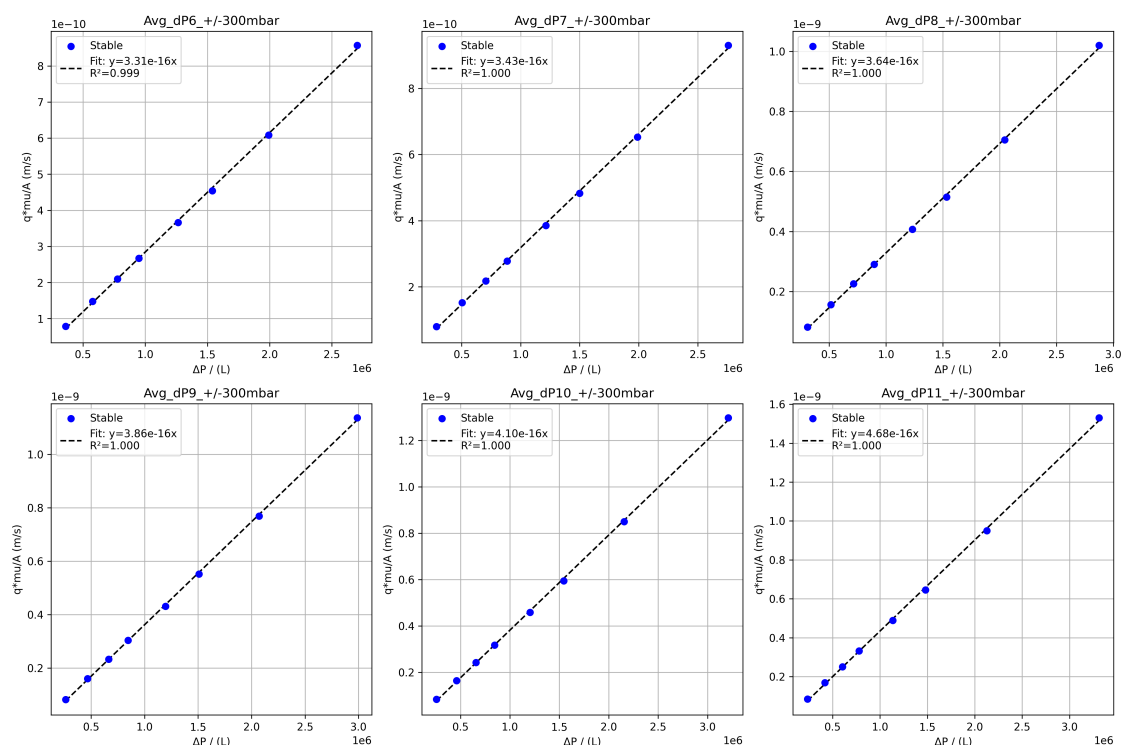 Avg_dP6_+/-300mbar
1e−10
Stable
Fit: y=3.31e-16x
R²=0.999
8
7
6
5
4
3
2
1
q*mu/A (m/s)
0.5 1.0 1.5 2.0 2.5
ΔP / (L)
1e6
Avg_dP7_+/-300mbar
1e−10
Stable
Fit: y=3.43e-16x
R²=1.000
8
6
4
2
q*mu/A (m/s)
0.5 1.0 1.5 2.0 2.5
ΔP / (L)
1e6
Avg_dP8_+/-300mbar
1e−9
Stable
Fit: y=3.64e-16x
R²=1.000
1.0
0.8
0.6
0.4
0.2
q*mu/A (m/s)
0.5 1.0 1.5 2.0 2.5 3.0
ΔP / (L)
1e6
Avg_dP9_+/-300mbar
1e−9
Stable
Fit: y=3.86e-16x
R²=1.000
1.0
0.8
0.6
0.4
0.2
q*mu/A (m/s)
0.5 1.0 1.5 2.0 2.5 3.0
ΔP / (L)
1e6
Avg_dP10_+/-300mbar
1e−9
Stable
Fit: y=4.10e-16x
R²=1.000
1.2
1.0
0.8
0.6
0.4
0.2
q*mu/A (m/s)
0.5 1.0 1.5 2.0 2.5 3.0
ΔP / (L)
1e6
Avg_dP11_+/-300mbar
1e−9
Stable
Fit: y=4.68e-16x
R²=1.000
1.6
1.4
1.2
1.0
0.8
0.6
0.4
0.2
q*mu/A (m/s)
0.5 1.0 1.5 2.0 2.5 3.0
ΔP / (L)
1e6